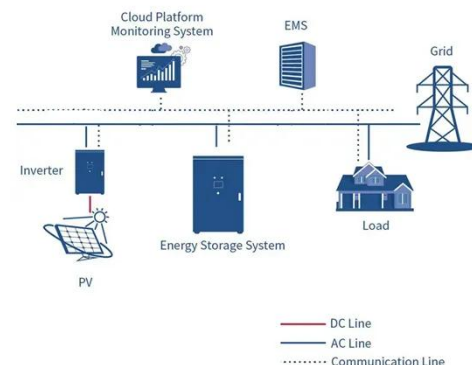 Cloud Platform
Monitoring System
EMS
Grid
Inverter
Energy Storage System
Load
PV
DC Line
AC Line
Communication Line